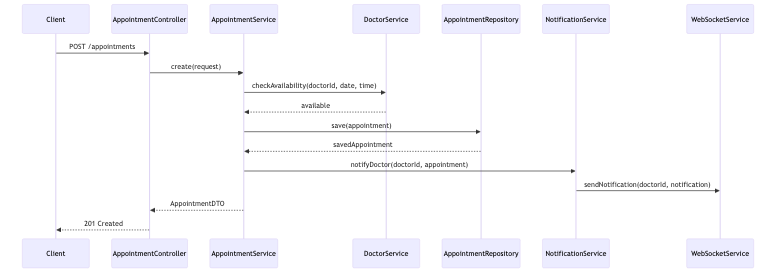 Client AppointmentController AppointmentService DoctorService AppointmentRepository NotificationService WebSocketService
POST /appointments
create(request)
checkAvailability(doctorId, date, time)
available
save(appointment)
savedAppointment
notifyDoctor(doctorId, appointment)
sendNotification(doctorId, notification)
AppointmentDTO
201 Created
Client AppointmentController AppointmentService DoctorService AppointmentRepository NotificationService WebSocketService